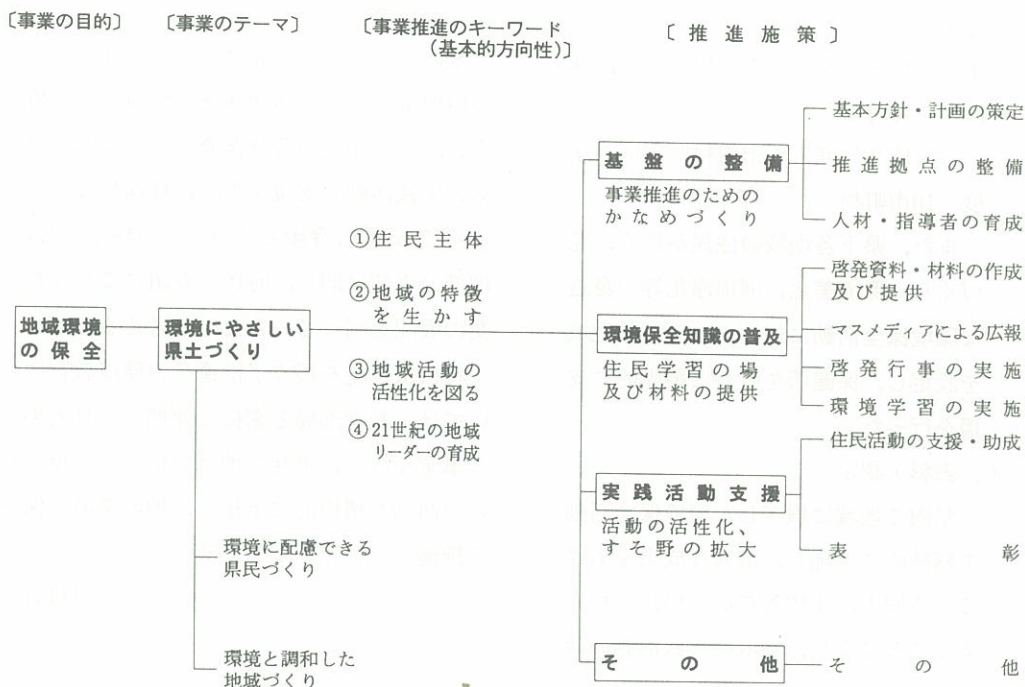 〔事業の目的〕 〔事業のテーマ〕 〔事業推進のキーワード
(基本的方向性)〕
〔推進施策〕
地域環境
の保全
環境にやさしい
県土づくり
環境に配慮できる
県民づくり
環境と調和した
地域づくり
①住民主体
②地域の特徴
を生かす
③地域活動の
活性化を図る
④21世紀の地域
リーダーの育成
基盤の整備
事業推進のための
かなめづくり
基本方針・計画の策定
推進拠点の整備
人材・指導者の育成
環境保全知識の普及
住民学習の場
及び材料の提供
啓発資料・材料の作成
及び提供
マスメディアによる広報
啓発行事の実施
環境学習の実施
実践活動支援
活動の活性化、
すそ野の拡大
住民活動の支援・助成
表彰
その他
その他